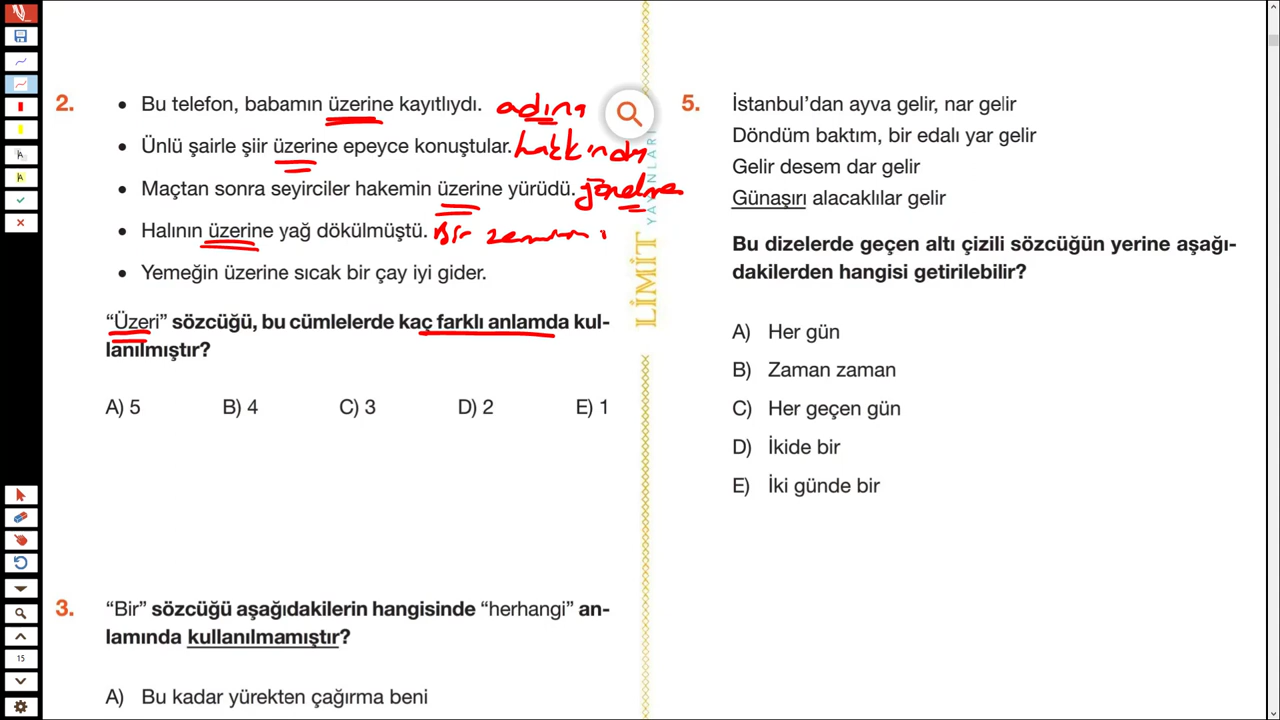 2.
• Bu telefon, babamın üzerine kayıtlıydı. adına
• Ünlü şairle şiir üzerine epeyce konuştular. hakkında
• Maçtan sonra seyirciler hakemin üzerine yürüdü. yönelme
• Halının üzerine yağ dökülmüştü. Bir
• Yemeğin üzerine sıcak bir çay iyi gider.
“Üzeri” sözcüğü, bu cümlelerde kaç farklı anlamda kul-
lanılmıştır?
A) 5 B) 4 C) 3 D) 2 E) 1
3. “Bir” sözcüğü aşağıdakilerin hangisinde “herhangi” an-
lamında kullanılmamıştır?
A) Bu kadar yürekten çağırma beni
LİMİT YAYINLARI
5. İstanbul’dan ayva gelir, nar gelir
Döndüm baktım, bir edalı yar gelir
Gelir desem dar gelir
Günaşırı alacaklılar gelir
Bu dizelerde geçen altı çizili sözcüğün yerine aşağı-
dakilerden hangisi getirilebilir?
A) Her gün
B) Zaman zaman
C) Her geçen gün
D) İkide bir
E) İki günde bir
15